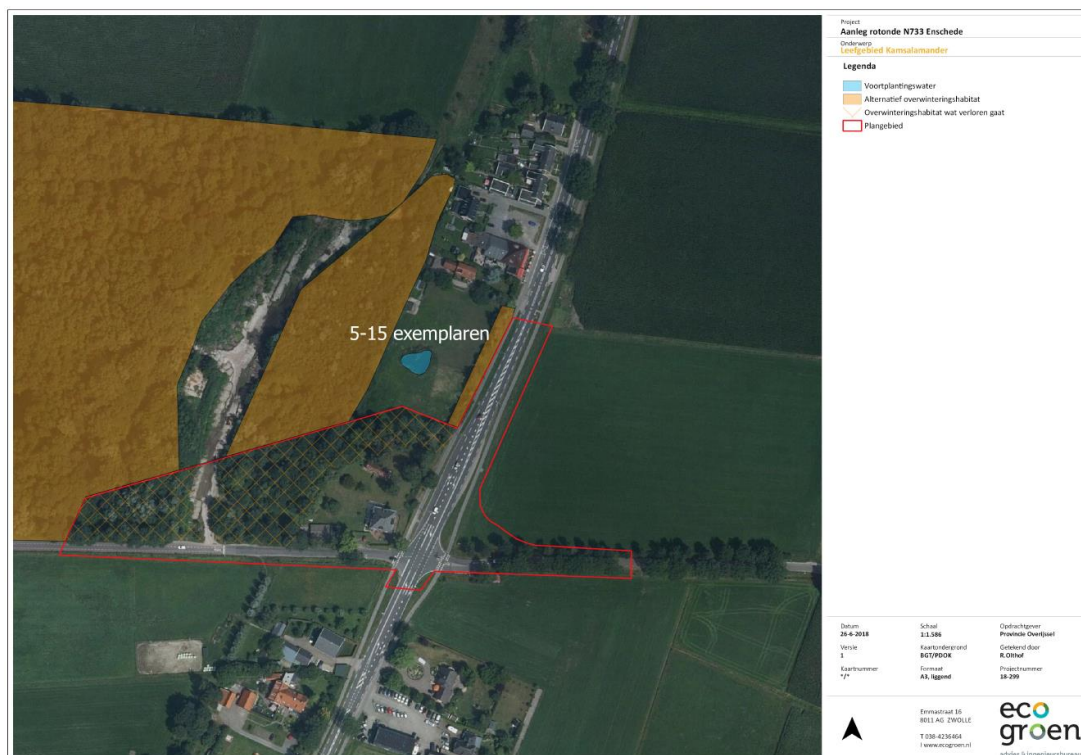 5-15 exemplaren
Project
Aanleg rotonde N733 Enschede
Onderwerp
Leefgebied Kamsalamander
Legenda
Voortplantingswater
Alternatief overwinteringshabitat
Overwinteringshabitat wat verloren gaat
Plangebied
Datum
26-6-2018
Schaal
1:1.586
Opdrachtgever
Provincie Overijssel
Versie
1
Kaartondergrond
BGT/PDOK
Getekend door
R.Olthof
Kaartnummer
*/*
Formaat
A3, liggend
Projectnummer
18-299
Emmastraat 16
8011 AG ZWOLLE
T 038-4236464
I www.ecogroen.nl
eco
groen
advies & ingenieursbureau